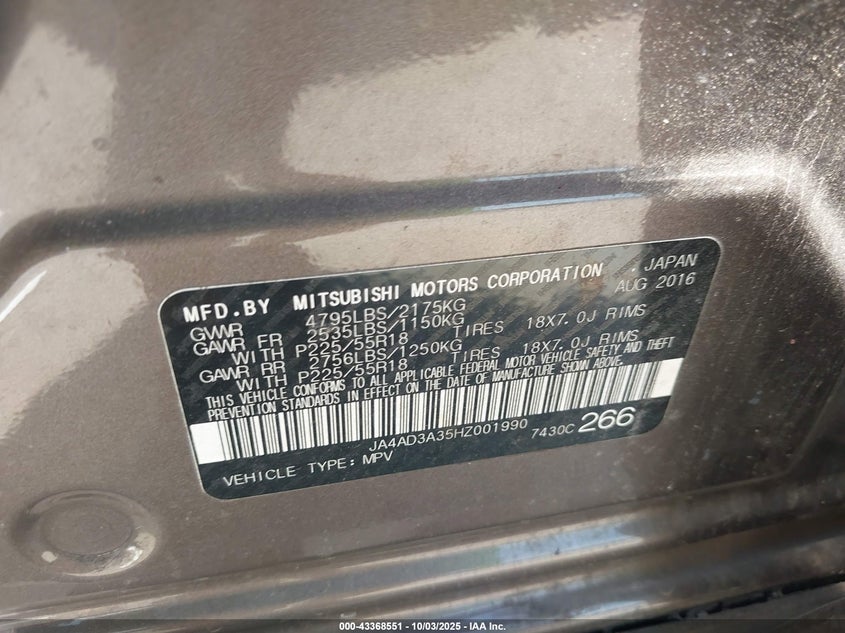 MFD.BY MITSUBISHI MOTORS CORPORATION . JAPAN
GVWR 4795LBS/2175KG AUG 2016
GAWR FR 2535LBS/1150KG
WITH P225/55R18 TIRES 18X7.0J RIMS
GAWR RR 2756LBS/1250KG
WITH P225/55R18 TIRES 18X7.0J RIMS
THIS VEHICLE CONFORMS TO ALL APPLICABLE FEDERAL MOTOR VEHICLE SAFETY AND THEFT
PREVENTION STANDARDS IN EFFECT ON THE DATE OF MANUFACTURE SHOWN ABOVE.
JA4AD3A35HZ001990 7430C 266
VEHICLE TYPE: MPV
000-43368551 - 10/03/2025 - IAA Inc.